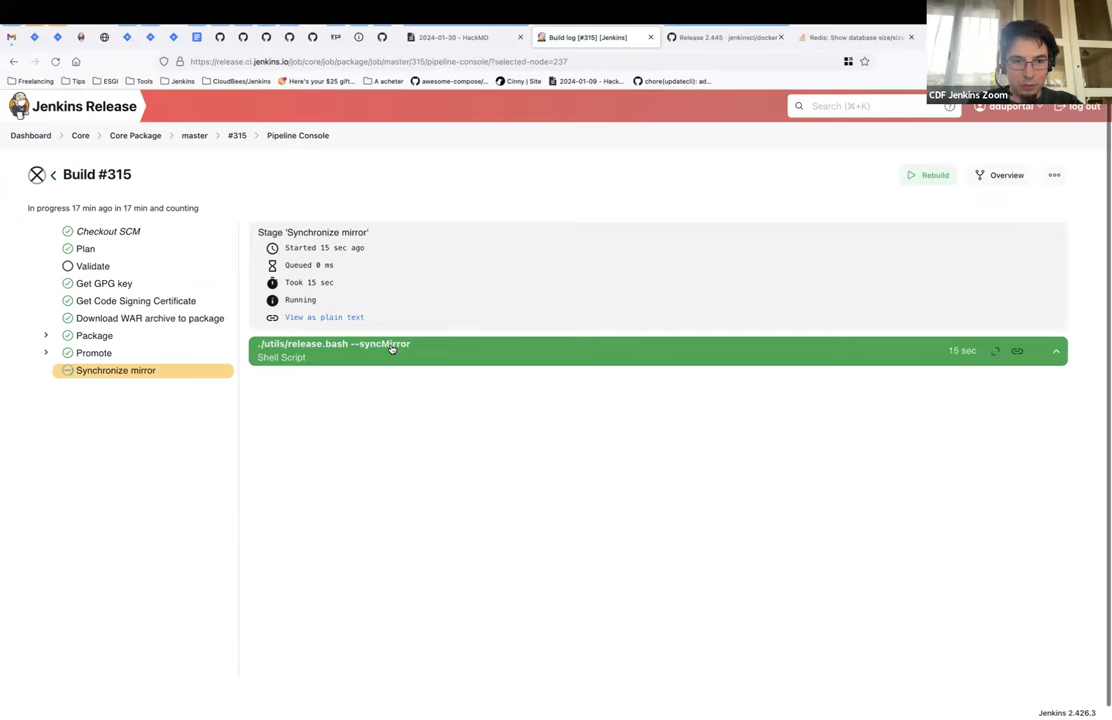 2024-01-30 - HackMD
Build log [#315] [Jenkins]
Release 2.445 · jenkinsci/docker
Redis: Show database size/size
https://release.ci.jenkins.io/job/core/job/package/job/master/315/pipeline-console/?selected-node=237
Freelancing
Tips
ESGI
Tools
CloudBees/Jenkins
Here's your $25 gift...
Jenkins
A acheter
awesome-compose/...
Cinny | Site
2024-01-09 - Hack...
chore(updatecli): ad...
CDF Jenkins Zoom
Jenkins Release
Search (⌘+K)
dduportal
log out
Dashboard
Core
Core Package
master
#315
Pipeline Console
Build #315
Rebuild
Overview
In progress 17 min ago in 17 min and counting
Checkout SCM
Plan
Validate
Get GPG key
Get Code Signing Certificate
Download WAR archive to package
Package
Promote
Synchronize mirror
Stage 'Synchronize mirror'
Started 15 sec ago
Queued 0 ms
Took 15 sec
Running
View as plain text
./utils/release.bash --syncMirror
Shell Script
15 sec
Jenkins 2.426.3